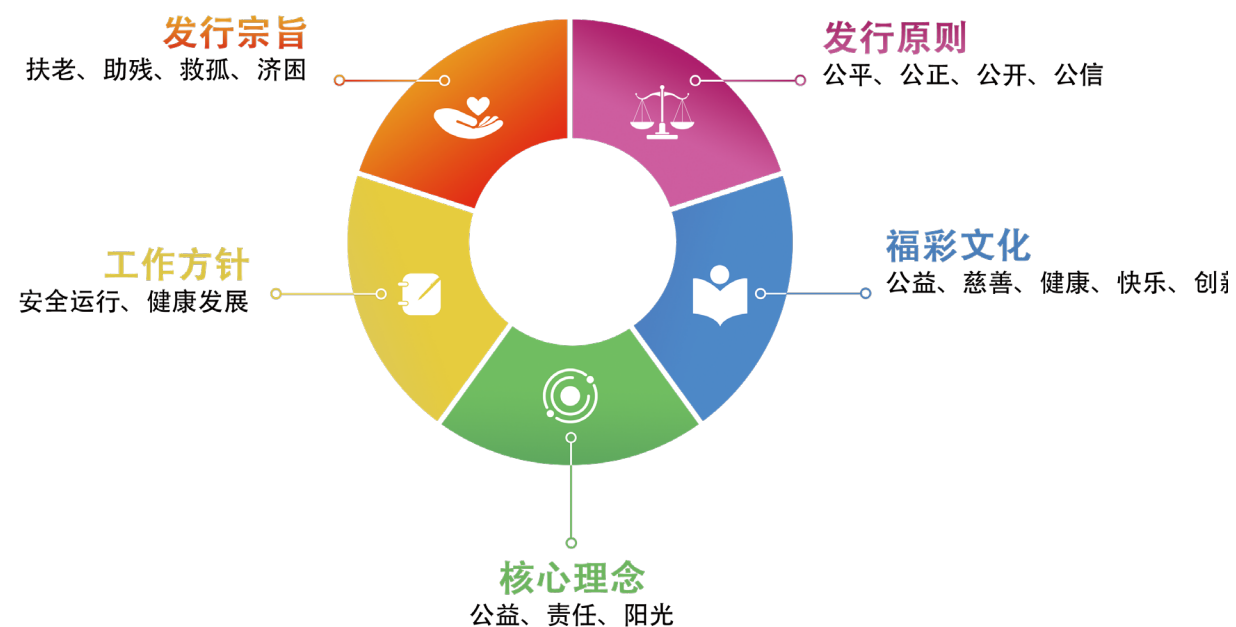 发行宗旨
扶老、助残、救孤、济困
发行原则
公平、公正、公开、公信
福彩文化
公益、慈善、健康、快乐、创
工作方针
安全运行、健康发展
核心理念
公益、责任、阳光